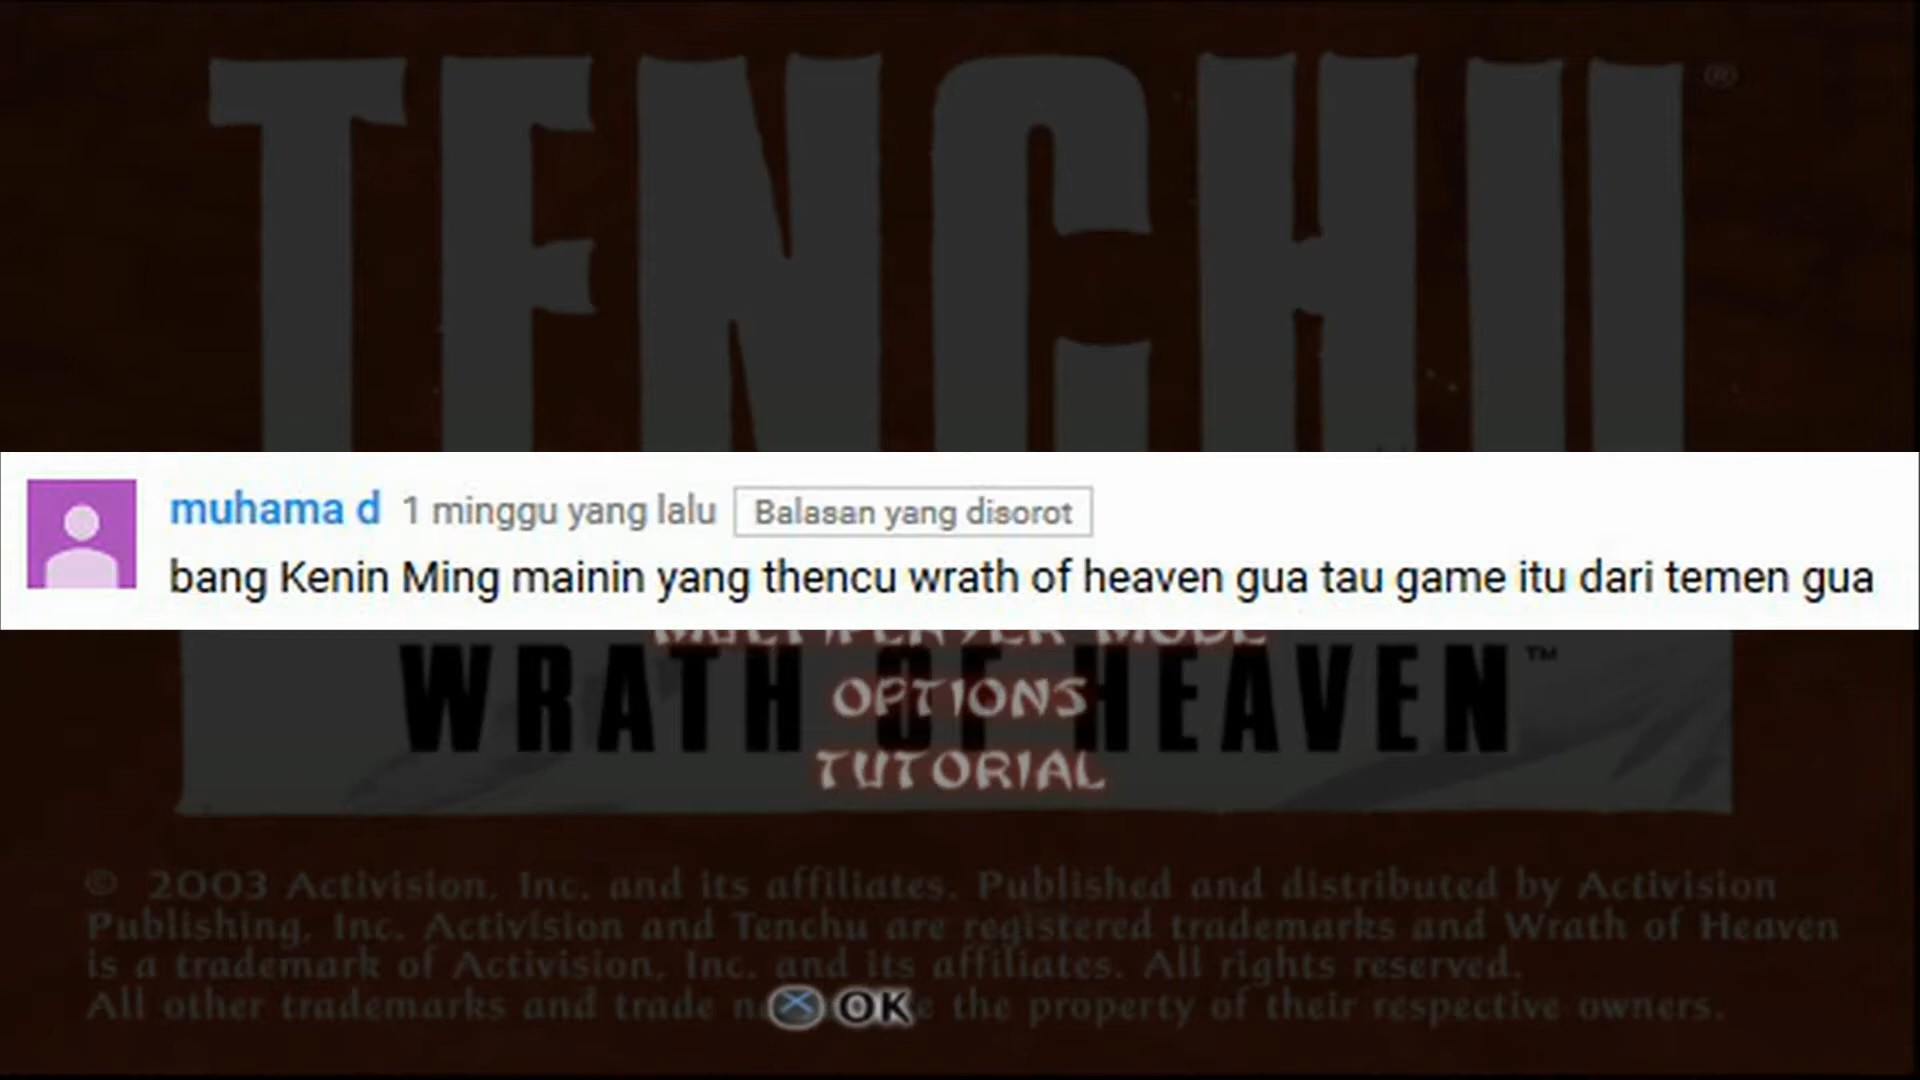 TENCHU ®
muhama d 1 minggu yang lalu Balasan yang disorot
bang Kenin Ming mainin yang thencu wrath of heaven gua tau game itu dari temen gua
MULTIPLAYER MODE
WRATH OF HEAVEN ™
OPTIONS
TUTORIAL
© 2003 Activision, Inc. and its affiliates. Published and distributed by Activision
Publishing, Inc. Activision and Tenchu are registered trademarks and Wrath of Heaven
is a trademark of Activision, Inc. and its affiliates. All rights reserved.
All other trademarks and trade the property of their respective owners.
OK